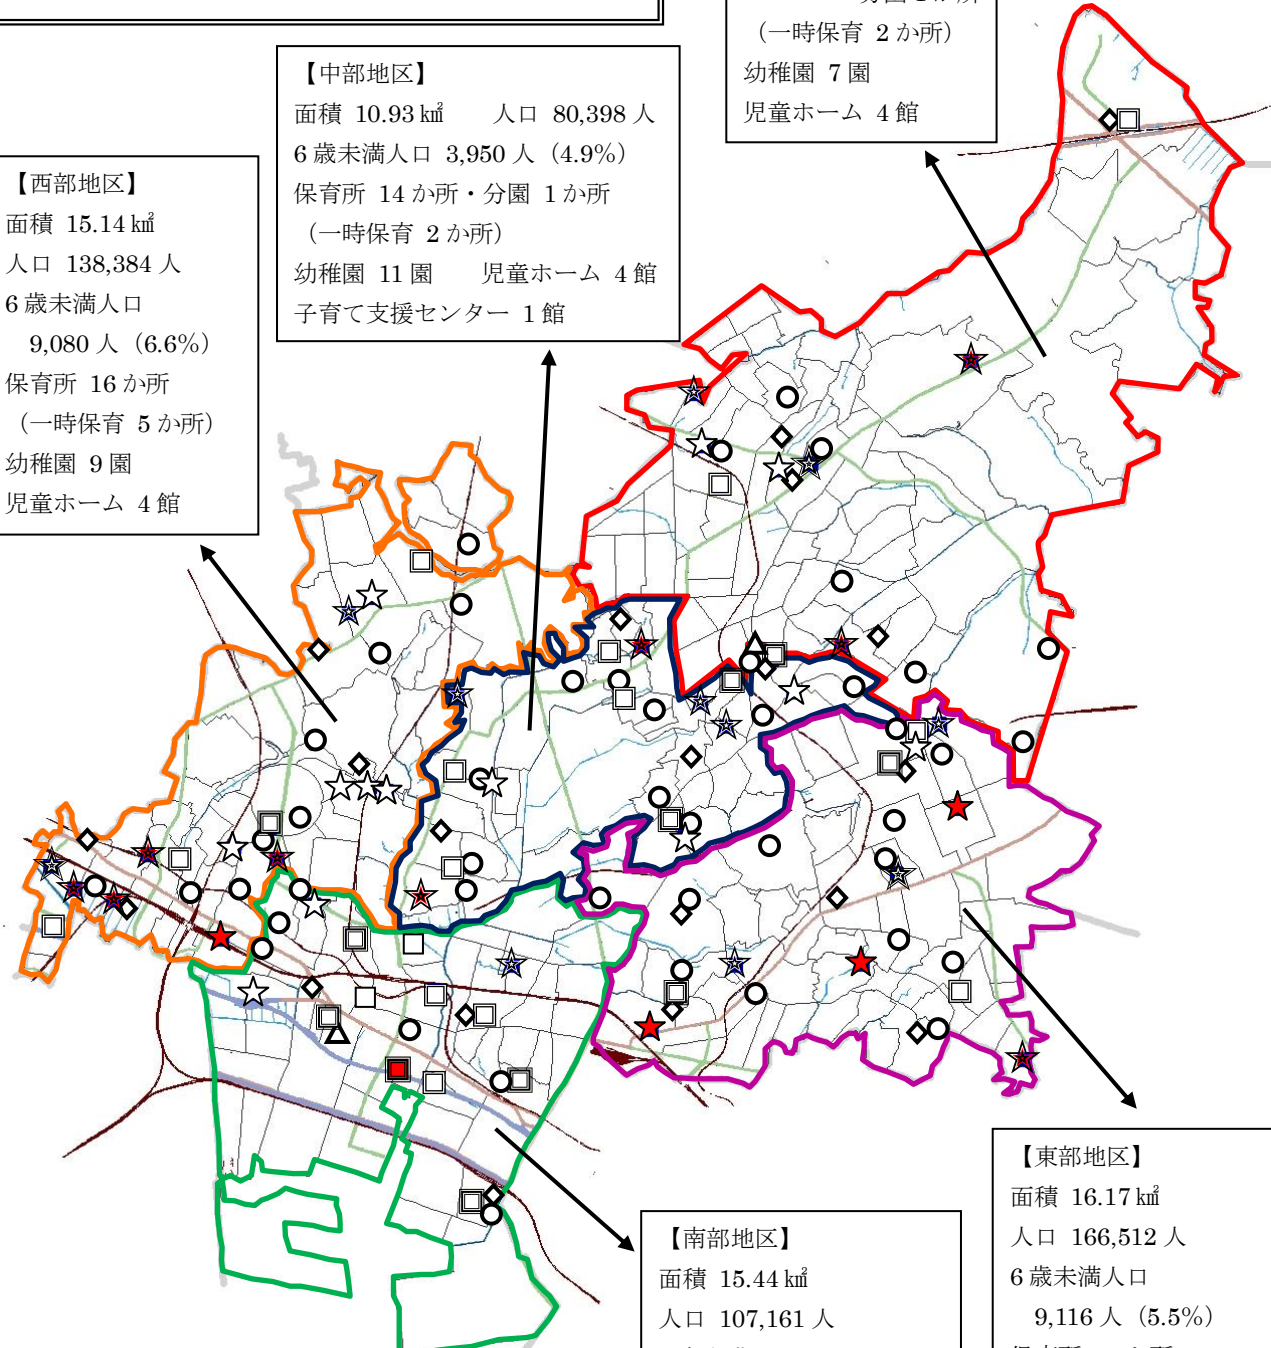 （一時保育 2か所）
幼稚園 7園
児童ホーム 4館
【中部地区】
面積 10.93㎢　人口 80,398人
6歳未満人口 3,950人（4.9%）
保育所 14か所・分園 1か所
（一時保育 2か所）
幼稚園 11園　児童ホーム 4館
子育て支援センター 1館
【西部地区】
面積 15.14㎢
人口 138,384人
6歳未満人口
9,080人（6.6%）
保育所 16か所
（一時保育 5か所）
幼稚園 9園
児童ホーム 4館
【南部地区】
面積 15.44㎢
人口 107,161人
【東部地区】
面積 16.17㎢
人口 166,512人
6歳未満人口
9,116人（5.5%）